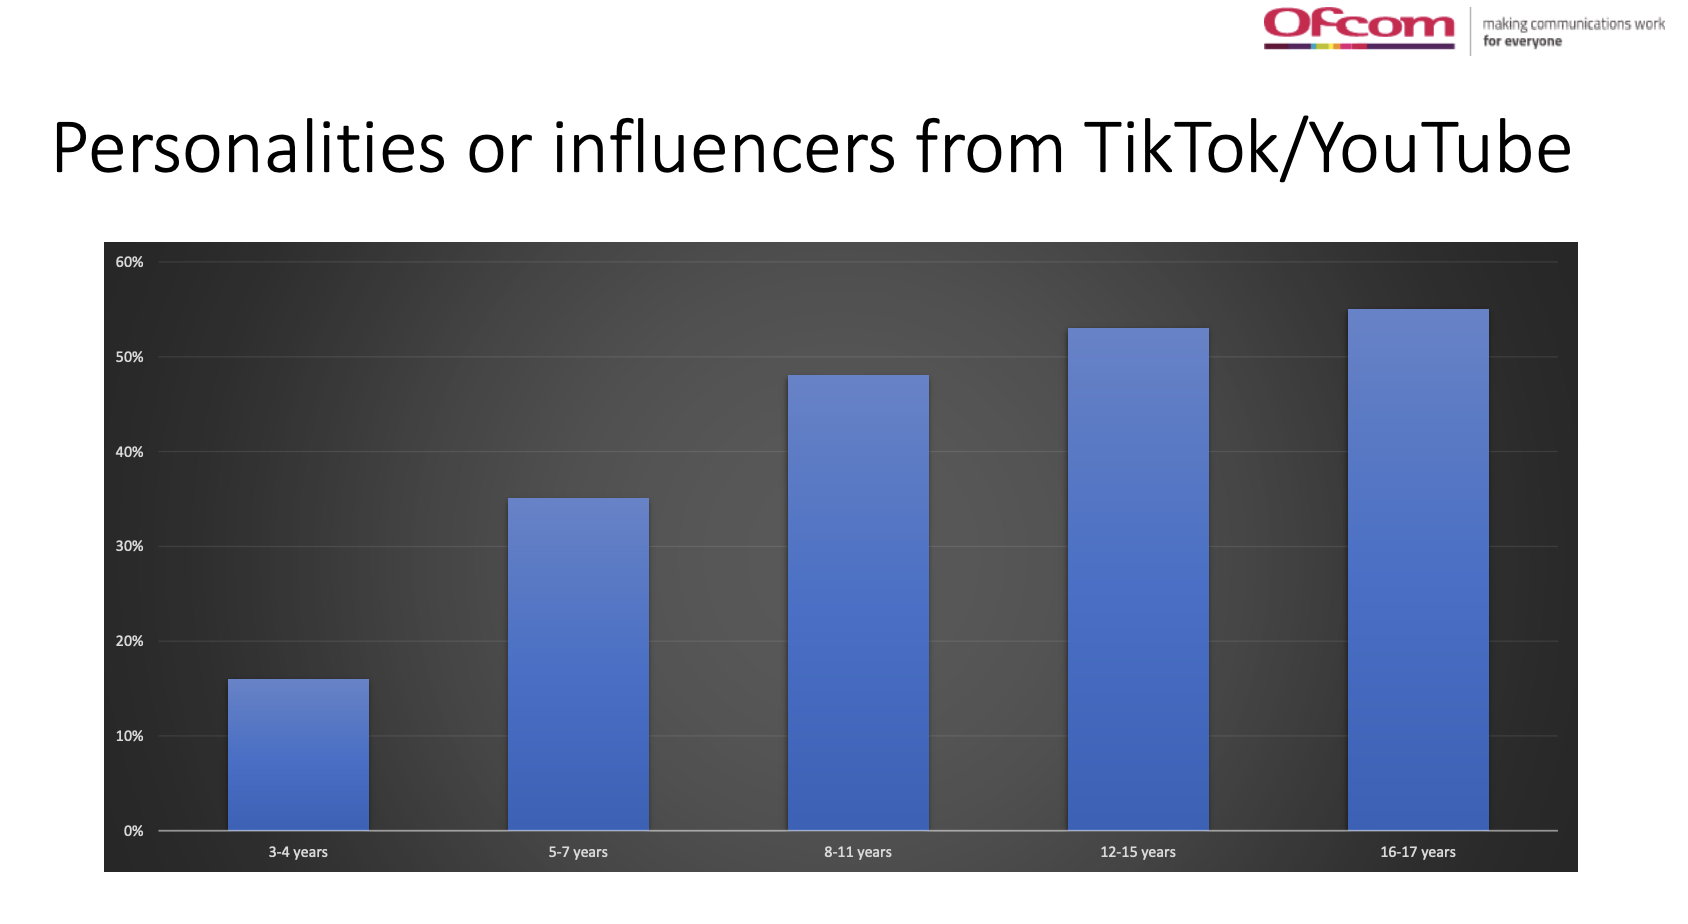 Ofcom
making communications work
for everyone
Personalities or influencers from TikTok/YouTube
60%
50%
40%
30%
20%
10%
0%
3-4 years
5-7 years
8-11 years
12-15 years
16-17 years